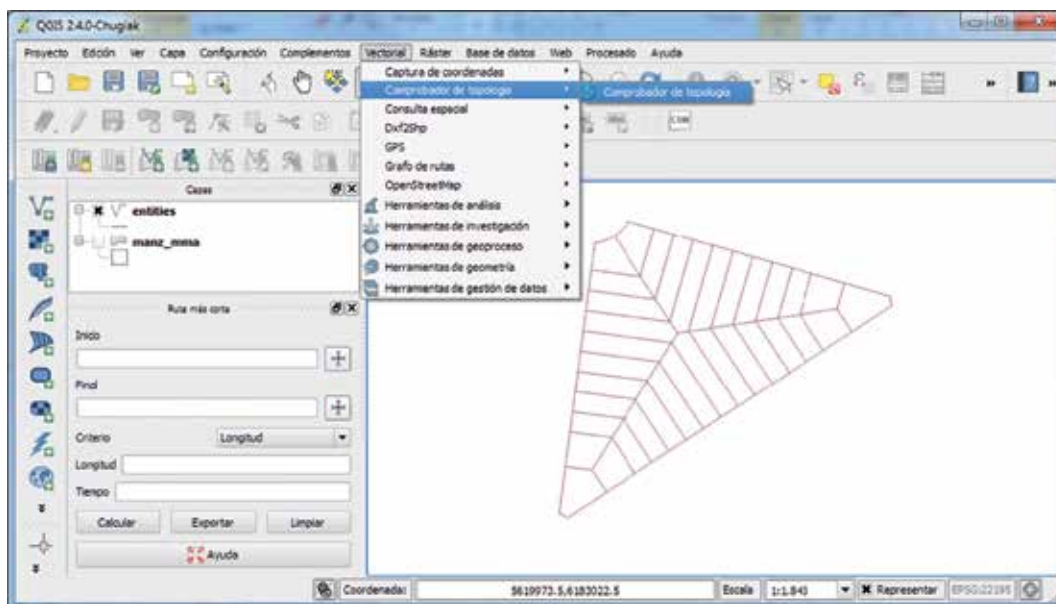 QGIS 2.4.0-Chugiak
Proyecto Edición Ver Capa Configuración Complementos Vectorial Ráster Base de datos Web Procesado Ayuda
Captura de coordenadas
Comprobador de topología
Comprobador de topología
Consulta espacial
Dxf2Shp
GPS
Grafo de rutas
OpenStreetMap
Herramientas de análisis
Herramientas de investigación
Herramientas de geoproceso
Herramientas de geometría
Herramientas de gestión de datos
CSW
Capas
entities
manz_mma
Ruta más corta
Inicio
Final
Criterio Longitud
Longitud
Tiempo
Calcular Exportar Limpiar
Ayuda
Coordenada: 5619973.5,6183022.5 Escala 1:1.843 Representar EPSG:22195